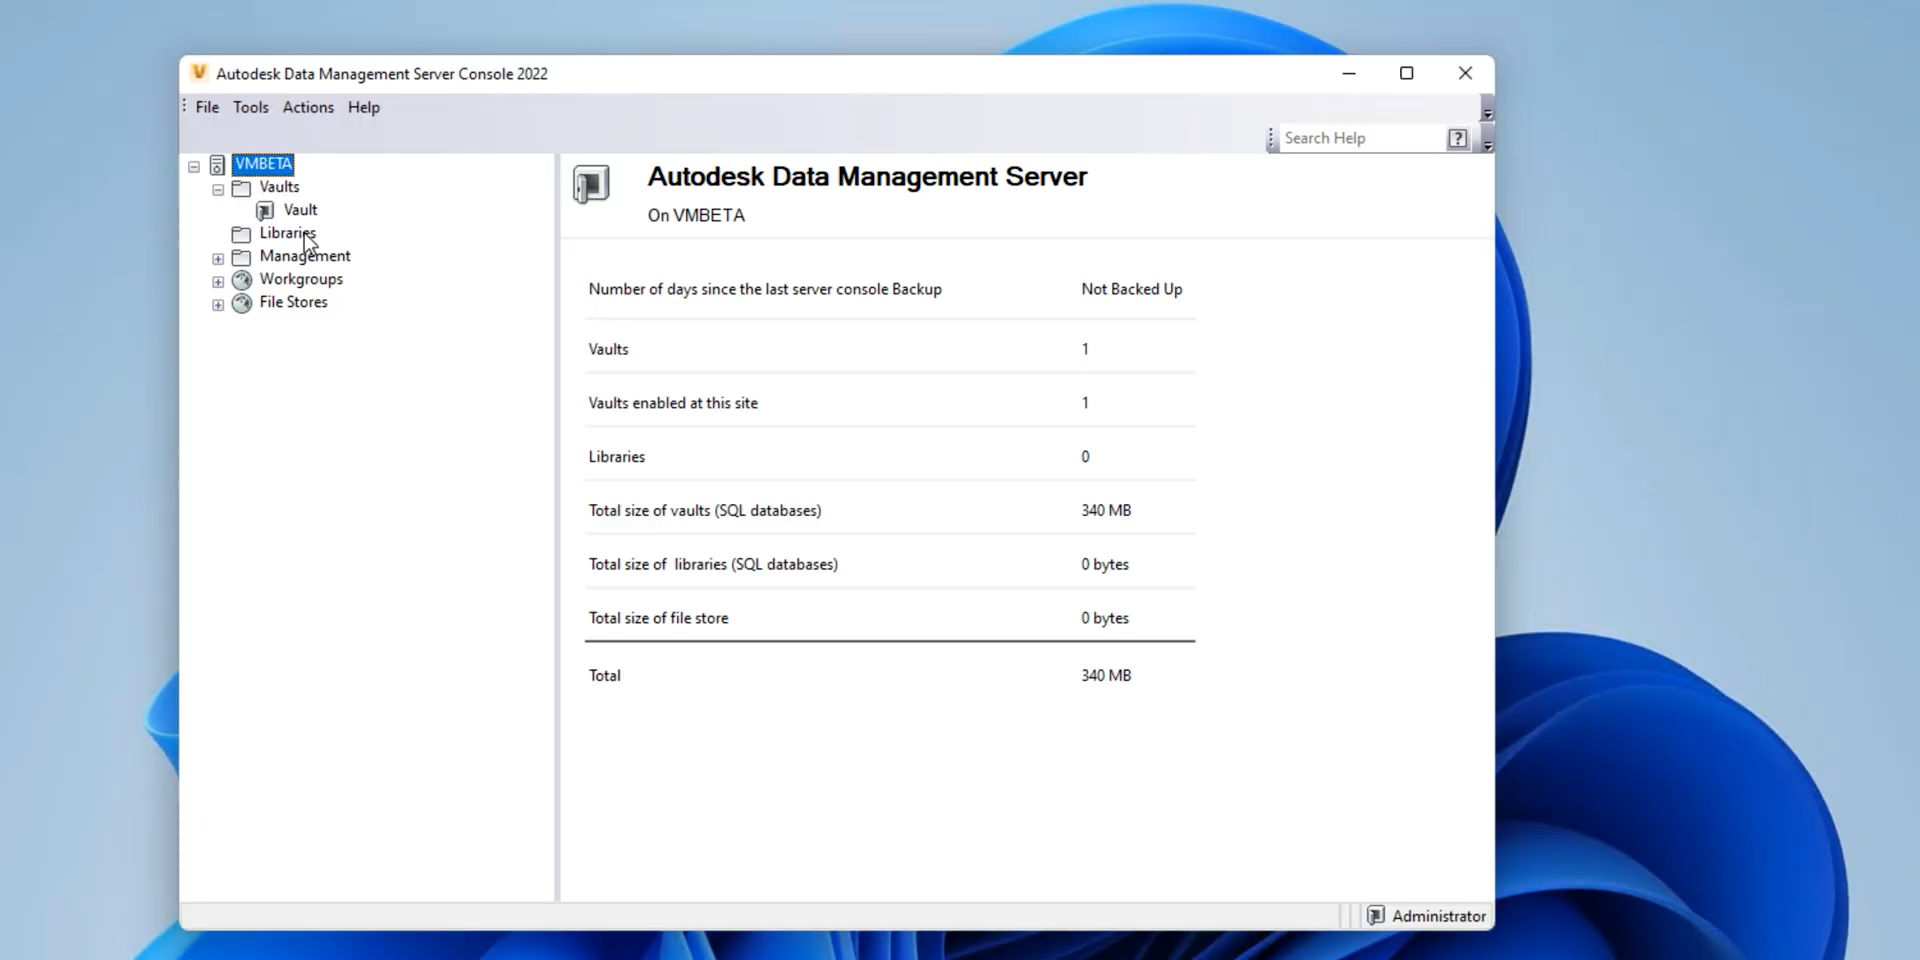 Autodesk Data Management Server Console 2022
File Tools Actions Help
Search Help
VMBETA
Vaults
Vault
Libraries
Management
Workgroups
File Stores
Autodesk Data Management Server
On VMBETA
Number of days since the last server console Backup Not Backed Up
Vaults 1
Vaults enabled at this site 1
Libraries 0
Total size of vaults (SQL databases) 340 MB
Total size of libraries (SQL databases) 0 bytes
Total size of file store 0 bytes
Total 340 MB
Administrator